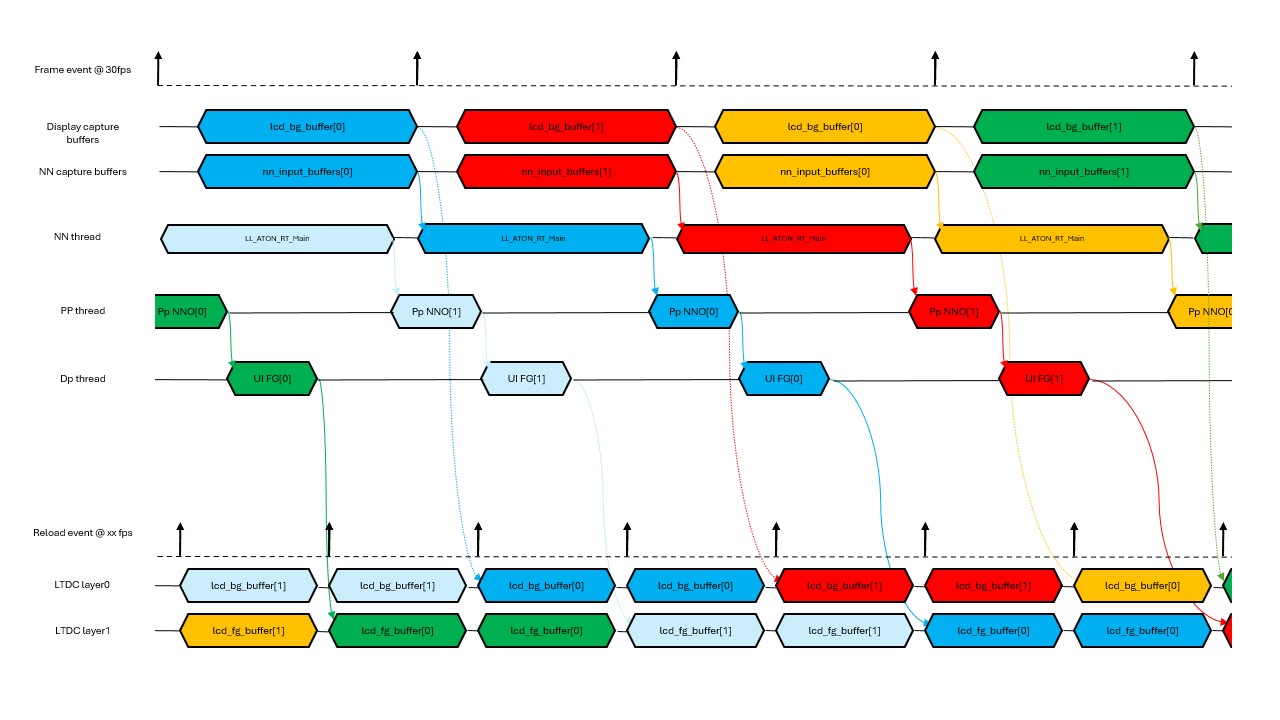 Frame event @ 30fps
Display capture
buffers
lcd_bg_buffer[0]
lcd_bg_buffer[1]
lcd_bg_buffer[0]
lcd_bg_buffer[1]
NN capture buffers
nn_input_buffers[0]
nn_input_buffers[1]
nn_input_buffers[0]
nn_input_buffers[1]
NN thread
LL_ATON_RT_Main
LL_ATON_RT_Main
LL_ATON_RT_Main
LL_ATON_RT_Main
PP thread
Pp NNO[0]
Pp NNO[1]
Pp NNO[0]
Pp NNO[1]
Pp NNO[0
Dp thread
UI FG[0]
UI FG[1]
UI FG[0]
UI FG[1]
Reload event @ xx fps
LTDC layer0
lcd_bg_buffer[1]
lcd_bg_buffer[1]
lcd_bg_buffer[0]
lcd_bg_buffer[0]
lcd_bg_buffer[1]
lcd_bg_buffer[1]
lcd_bg_buffer[0]
LTDC layer1
lcd_fg_buffer[1]
lcd_fg_buffer[0]
lcd_fg_buffer[0]
lcd_fg_buffer[1]
lcd_fg_buffer[1]
lcd_fg_buffer[0]
lcd_fg_buffer[0]